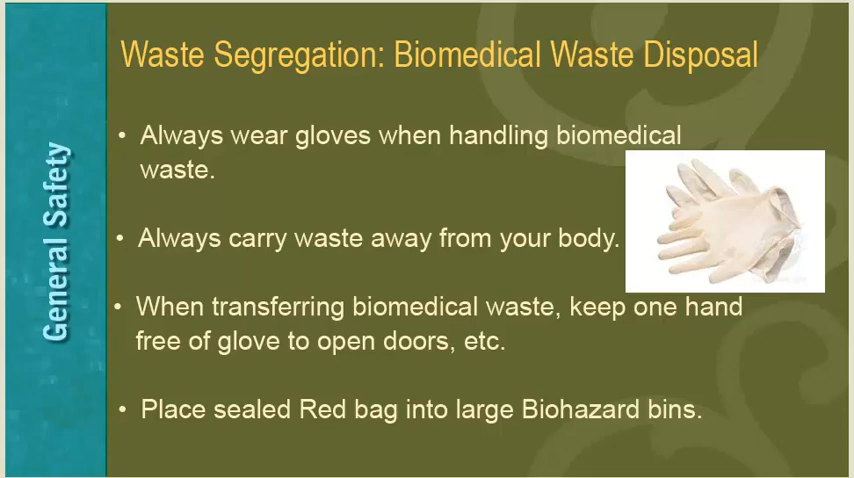 Waste Segregation: Biomedical Waste Disposal
General Safety
• Always wear gloves when handling biomedical
waste.
• Always carry waste away from your body.
• When transferring biomedical waste, keep one hand
free of glove to open doors, etc.
• Place sealed Red bag into large Biohazard bins.